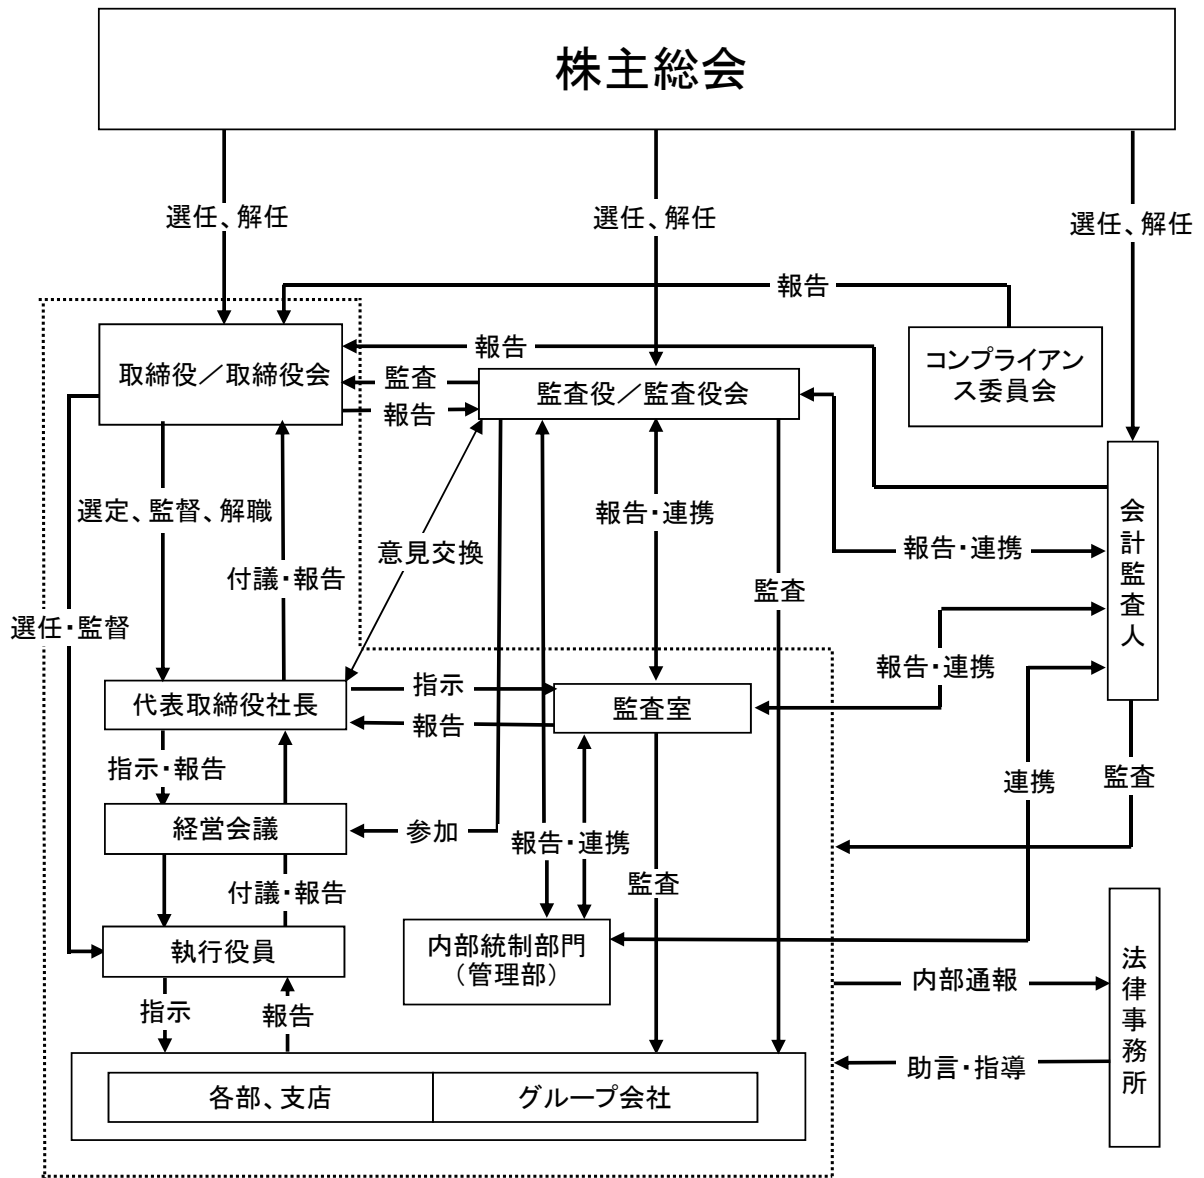 株主総会
選任、解任
選任、解任
選任、解任
報告
コンプライアン
ス委員会
報告
取締役／取締役会
監査
報告
監査役／監査役会
選定、監督、解職
報告・連携
会計監査人
報告・連携
意見交換
付議・報告
監査
選任・監督
報告・連携
代表取締役社長
指示
報告
監査室
指示・報告
連携
監査
経営会議
参加
報告・連携
監査
付議・報告
執行役員
内部統制部門
（管理部）
内部通報
法律事務所
指示
報告
助言・指導
各部、支店
グループ会社